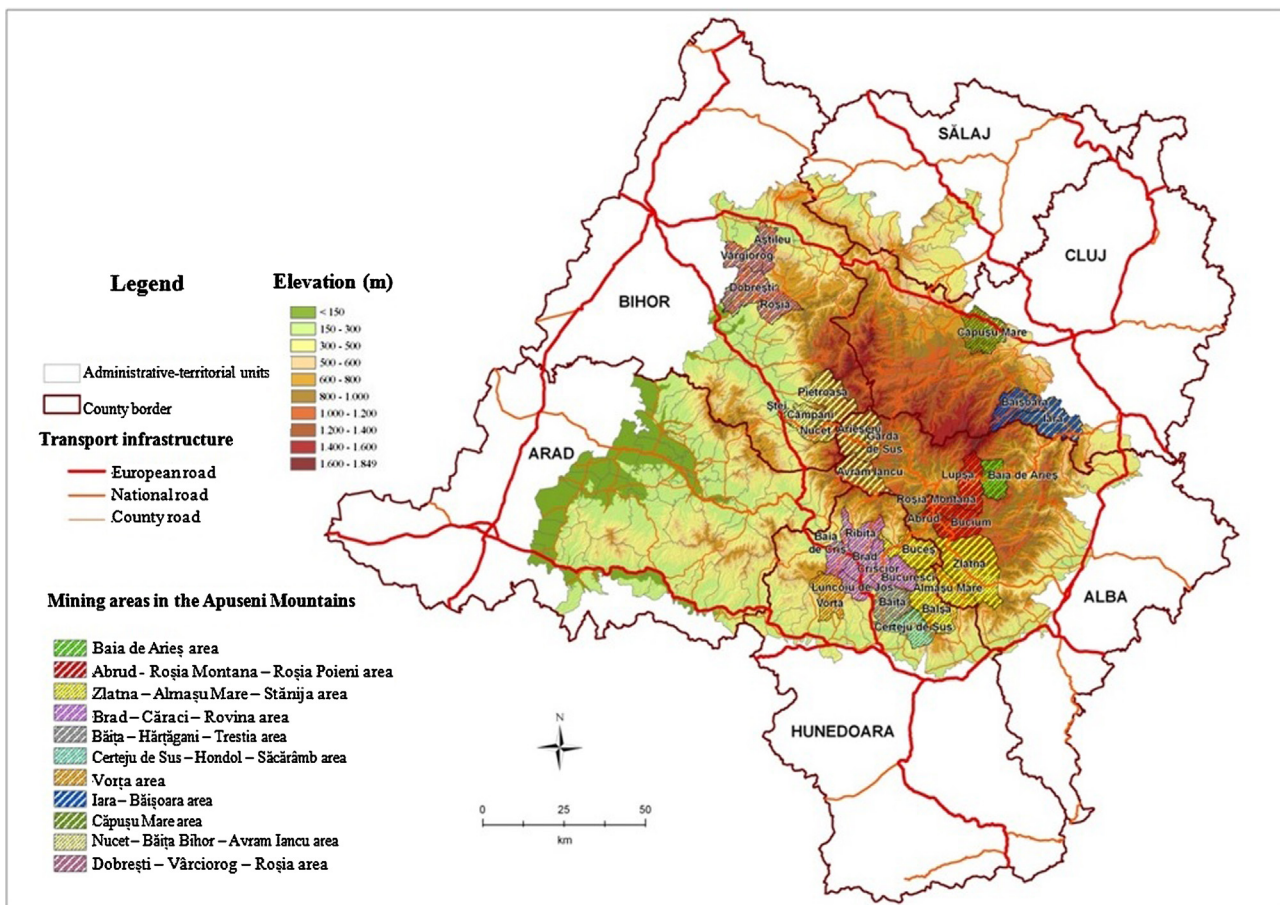 Legend
Administrative-territorial units
County border
Transport infrastructure
European road
National road
County road
Elevation (m)
< 150
150 - 300
300 - 500
500 - 600
600 - 800
800 - 1.000
1.000 - 1.200
1.200 - 1.400
1.400 - 1.600
1.600 - 1.849
Mining areas in the Apuseni Mountains
Baia de Arieș area
Abrud - Roșia Montana – Roșia Poieni area
Zlatna – Almașu Mare – Stănija area
Brad – Căraci – Rovina area
Băița – Hărțăgani – Trestia area
Certeju de Sus – Hondol – Săcărâmb area
Vorța area
Iara – Băișoara area
Căpușu Mare area
Nucet – Băița Bihor – Avram Iancu area
Dobrești – Vârciorog – Roșia area
SĂLAJ
CLUJ
BIHOR
ARAD
ALBA
HUNEDOARA
Aștileu
Vârgiorog
Dobrești
Roșia
Căpușu Mare
Pietroasa
Ștei
Câmpani
Nucet
Arieșeni
Gârda
de Sus
Avram Iancu
Băișoara
Iara
Lupșa
Baia de Arieș
Roșia Montana
Abrud
Bucium
Baia
de Criș
Ribița
Brad
Crișcior
Buceș
Bucureșci
Zlatna
Luncoiu de Jos
Almașu Mare
Vorța
Băița
Balșa
Certeju de Sus
N
0 25 50
km